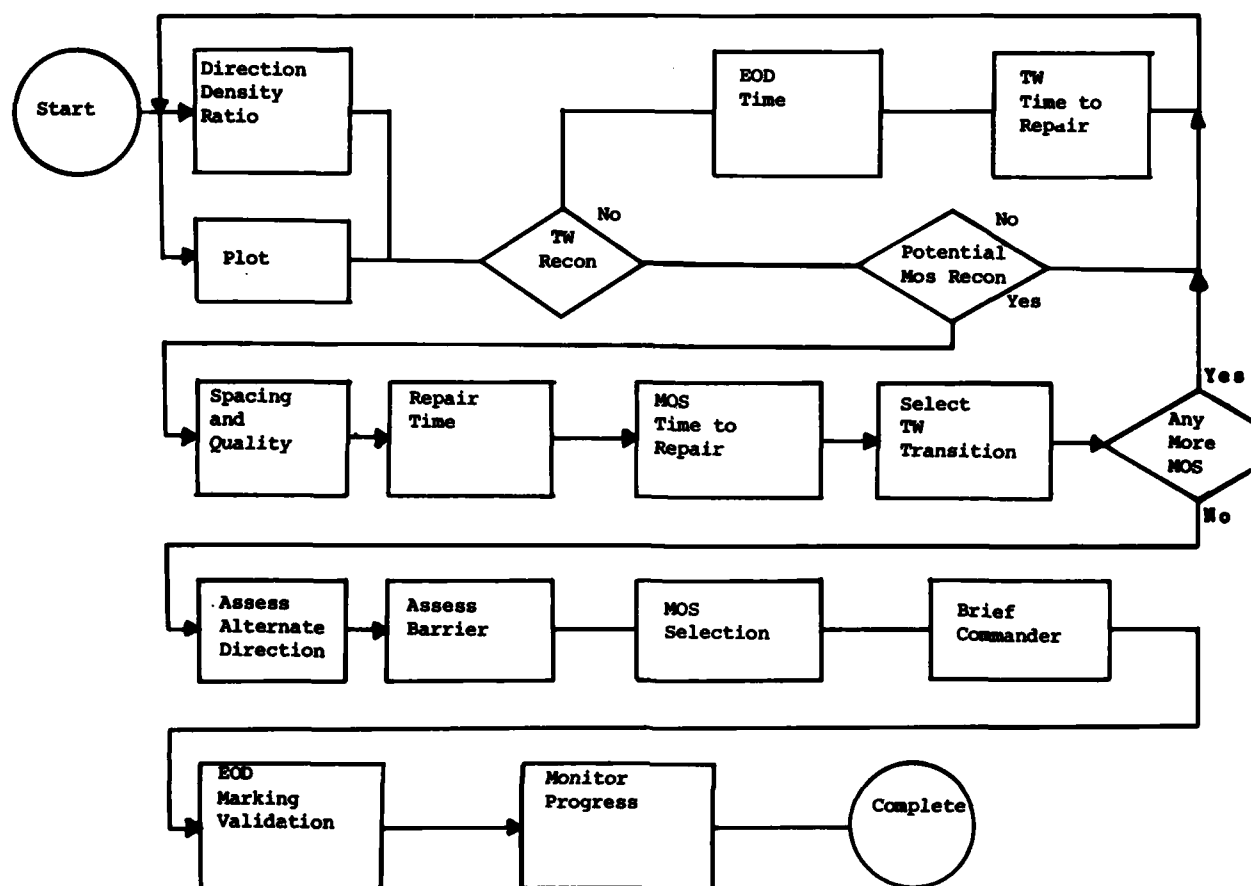 Start
Direction
Density
Ratio
EOD
Time
TW
Time to
Repair
Plot
No
TW
Recon
No
Potential
Mos Recon
Yes
Spacing
and
Quality
Repair
Time
MOS
Time to
Repair
Select
TW
Transition
Yes
Any
More
MOS
No
Assess
Alternate
Direction
Assess
Barrier
MOS
Selection
Brief
Commander
EOD
Marking
Validation
Monitor
Progress
Complete